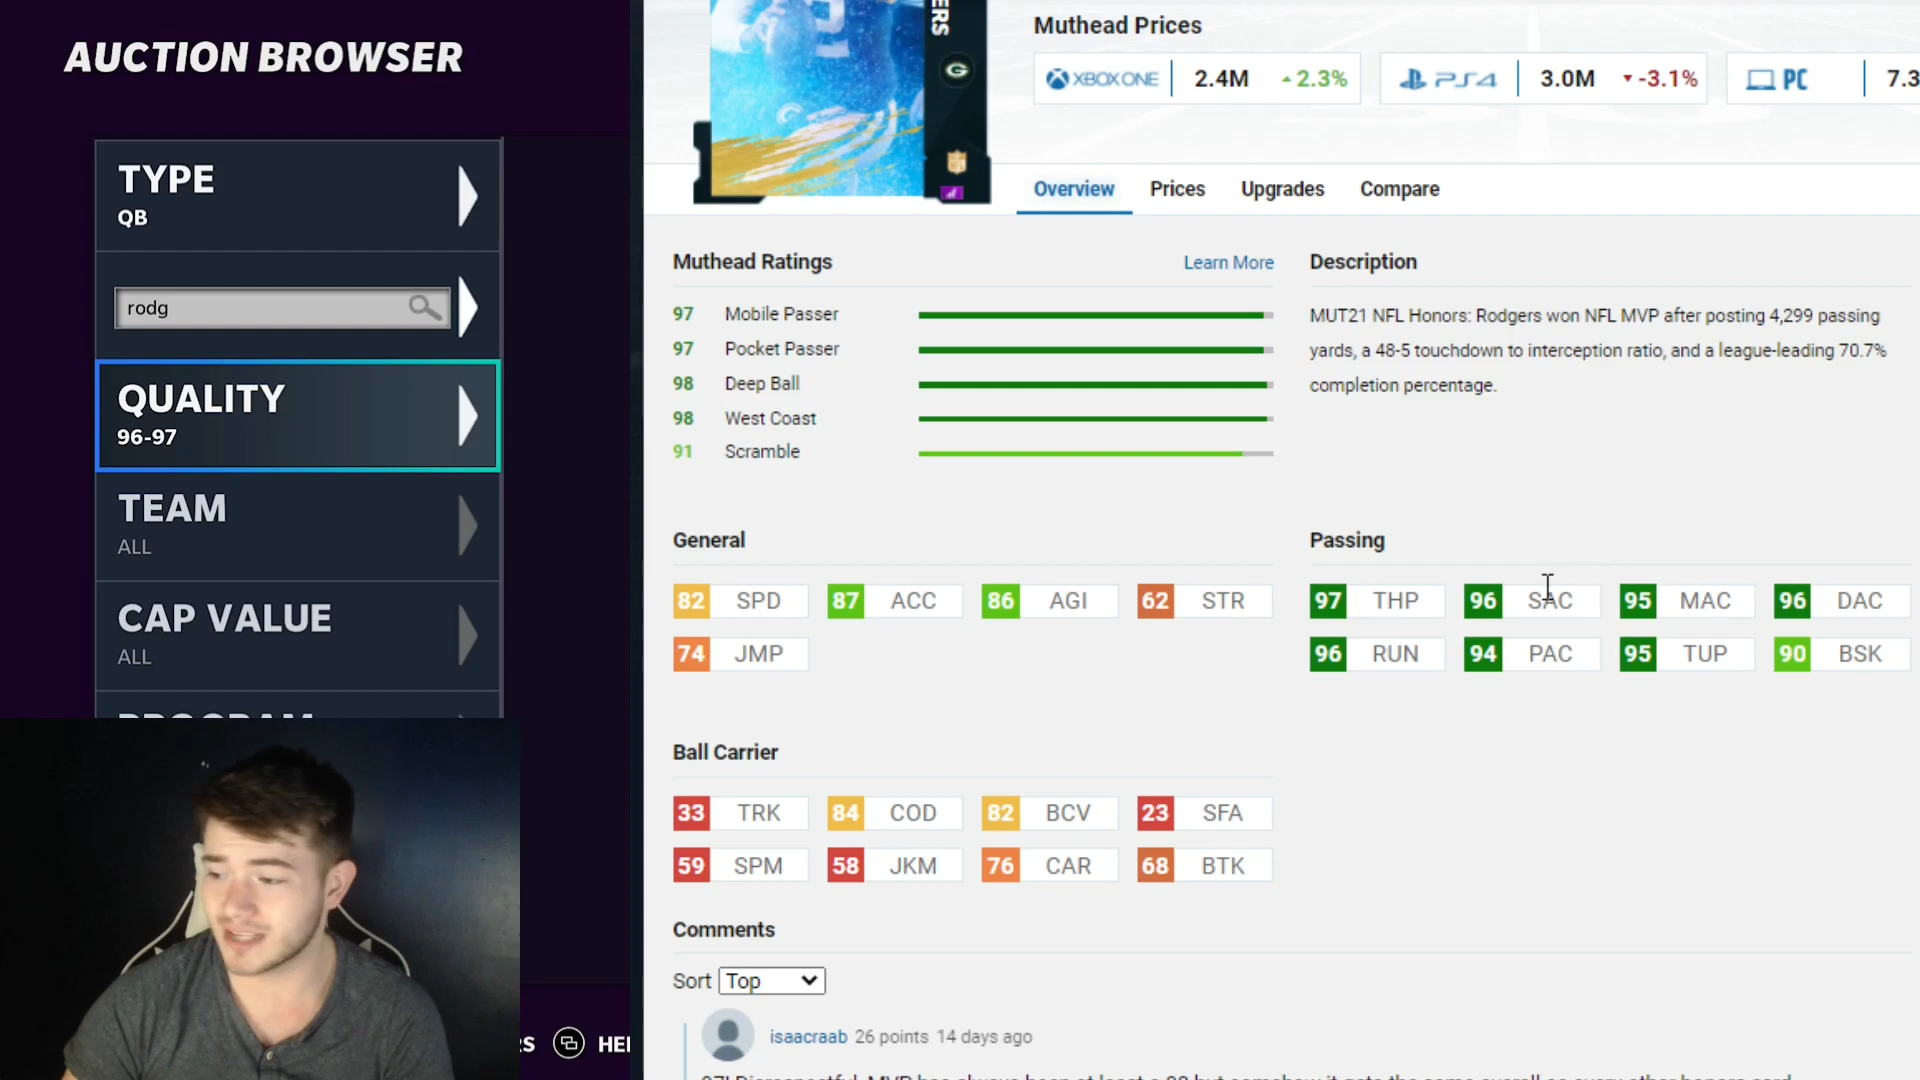 AUCTION BROWSER
TYPE
QB
rodg
QUALITY
96-97
TEAM
ALL
CAP VALUE
ALL
PROGRAM
HEL
ERS
G
NFL
Muthead Prices
XBOX ONE 2.4M 2.3%
PS4 3.0M -3.1%
PC 7.3
Overview Prices Upgrades Compare
Muthead Ratings Learn More
97 Mobile Passer
97 Pocket Passer
98 Deep Ball
98 West Coast
91 Scramble
Description
MUT21 NFL Honors: Rodgers won NFL MVP after posting 4,299 passing
yards, a 48-5 touchdown to interception ratio, and a league-leading 70.7%
completion percentage.
General
82 SPD 87 ACC 86 AGI 62 STR
74 JMP
Passing
97 THP 96 SAC 95 MAC 96 DAC
96 RUN 94 PAC 95 TUP 90 BSK
Ball Carrier
33 TRK 84 COD 82 BCV 23 SFA
59 SPM 58 JKM 76 CAR 68 BTK
Comments
Sort Top
isaacraab 26 points 14 days ago